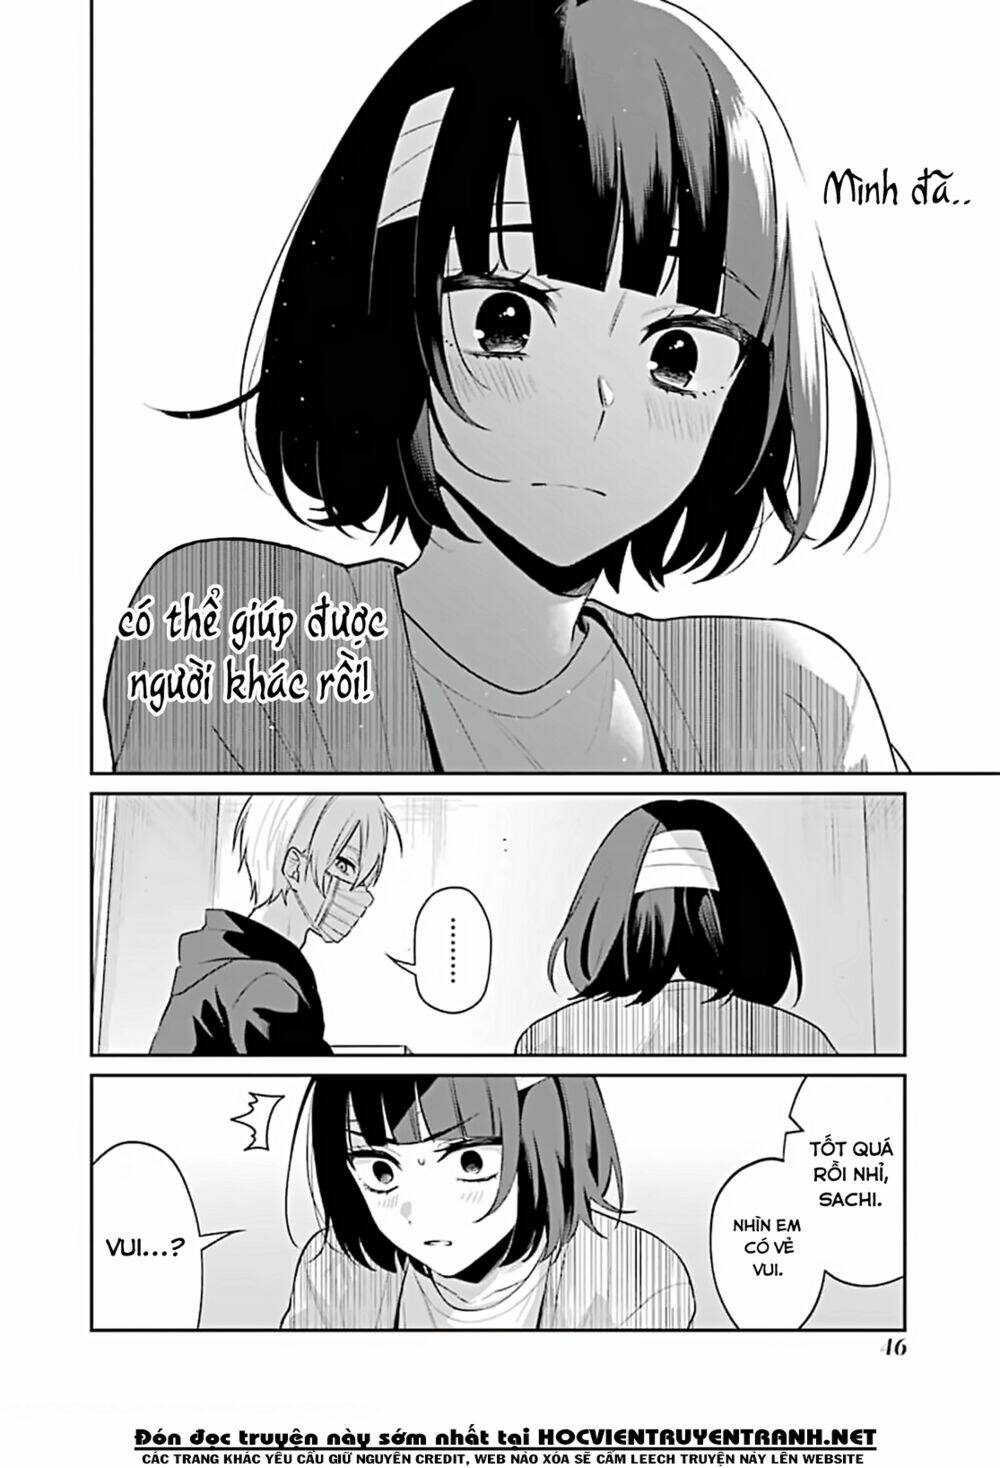 Mình đã..
có thể giúp được
người khác rồi!
.........
TỐT QUÁ
RỒI NHỈ,
SACHI.
NHÌN EM
CÓ VẺ
VUI.
VUI...?
46
Đón đọc truyện này sớm nhất tại HOCVIENTRUYENTRANH.NET
CÁC TRANG KHÁC YÊU CẦU GIỮ NGUYÊN CREDIT, WEB NÀO XÓA SẼ CẤM LEECH TRUYỆN NÀY LÊN WEBSITE